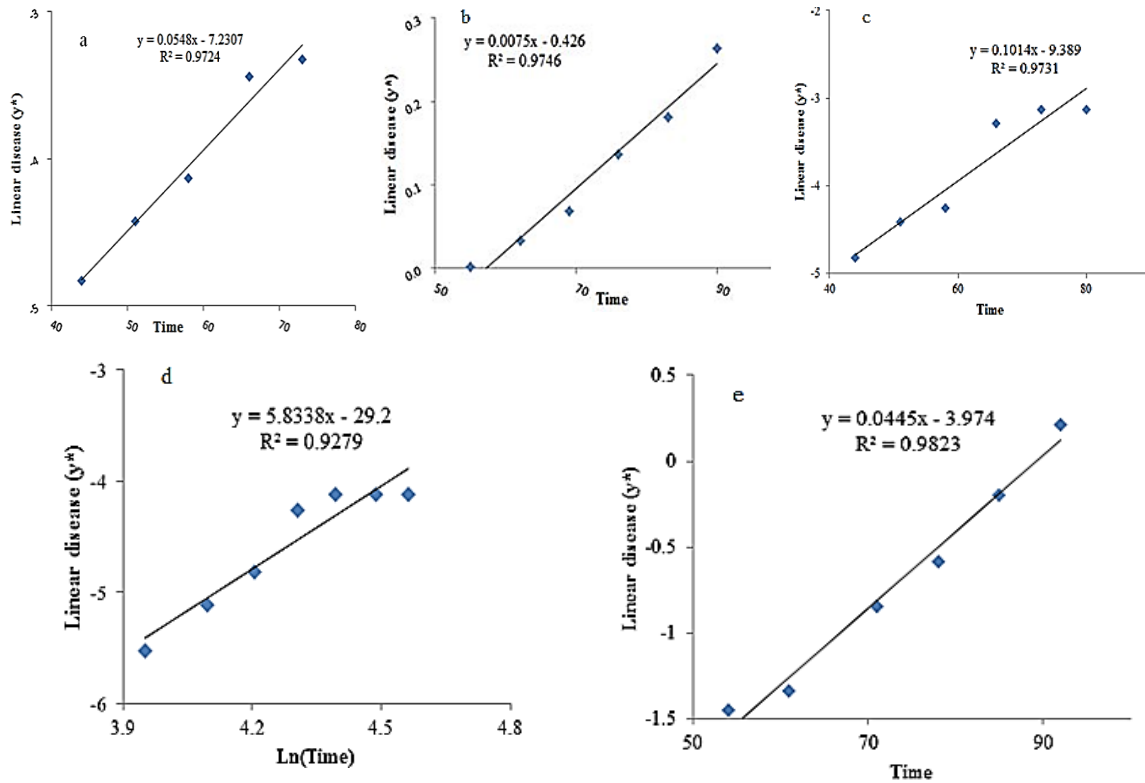 a
y = 0.0548x - 7.2307
R² = 0.9724
-3
.4
.5
Linear disease (y*)
40 50 60 70 80
Time
b
y = 0.0075x - 0.426
R² = 0.9746
0.3
0.2
0.1
0.0
Linear disease (y*)
50 70 90
Time
c
y = 0.1014x - 9.389
R² = 0.9731
-2
-3
-4
-5
Linear disease (y*)
40 60 80
Time
d
y = 5.8338x - 29.2
R² = 0.9279
-3
-4
-5
-6
Linear disease (y*)
3.9 4.2 4.5 4.8
Ln(Time)
e
y = 0.0445x - 3.974
R² = 0.9823
0.5
0
-0.5
-1
-1.5
Linear disease (y*)
50 70 90
Time